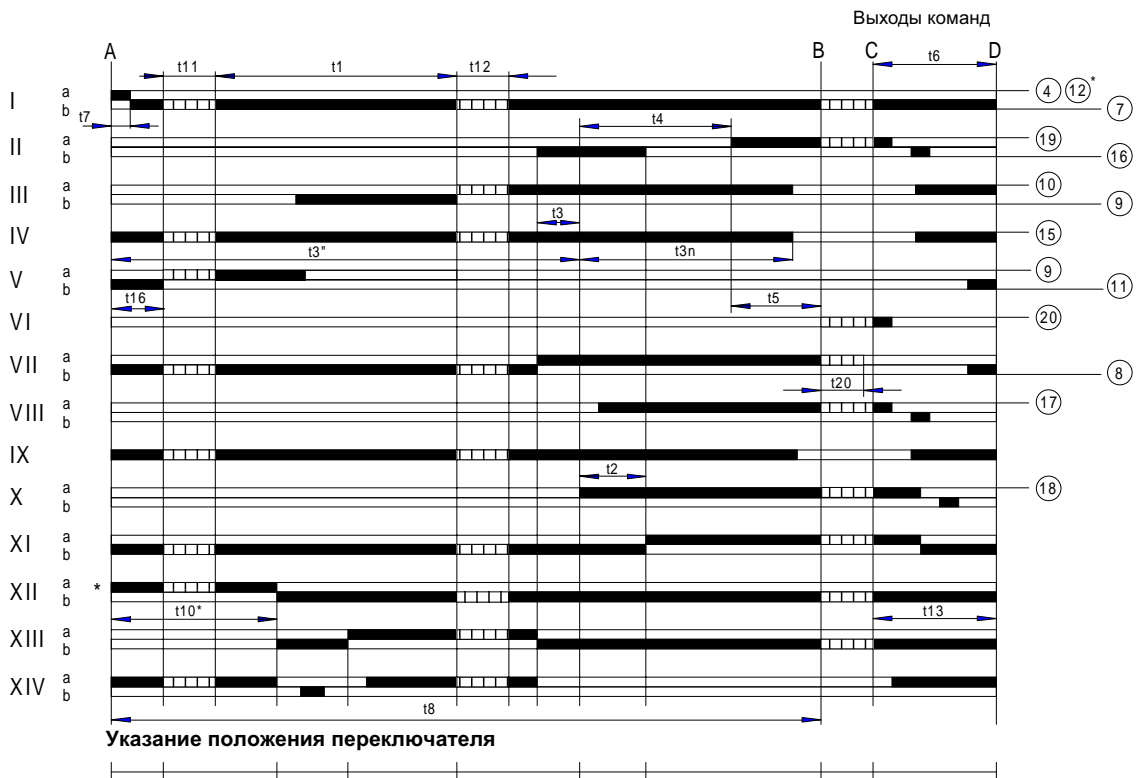 Выходы команд
A B C D
t11 t1 t12 t6
I a b 4 12 * 7
t7 t4
II a b 19 16
III a b 10 9
t3
IV 15
t3" t3n
V a b 9 11
t16 t5
VI 20
VII a b 8
t20
VIII a b 17
IX
t2
X a b 18
XI a b
XII a b *
t10* t13
XIII a b
XIV a b
t8
Указание положения переключателя